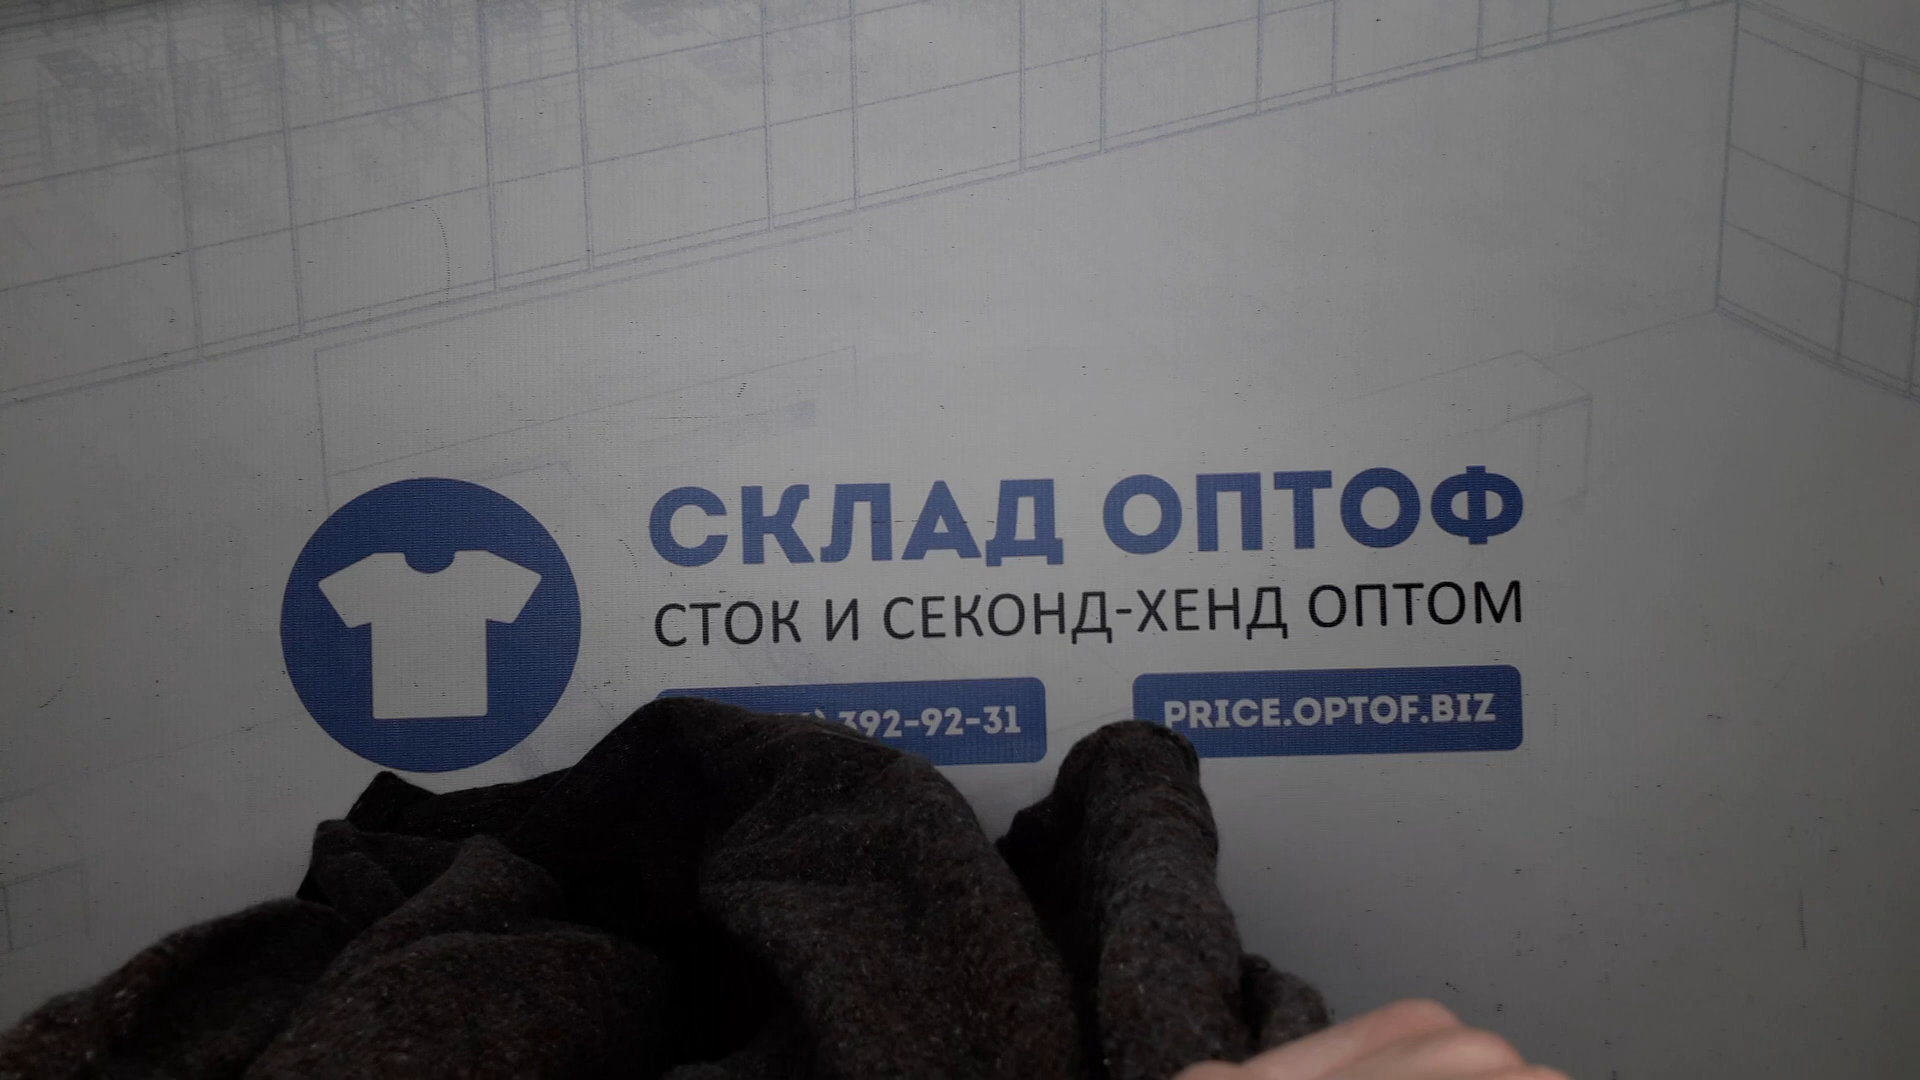 СКЛАД ОПТОФ
СТОК И СЕКОНД-ХЕНД ОПТОМ
392-92-31
PRICE.OPTOF.BIZ